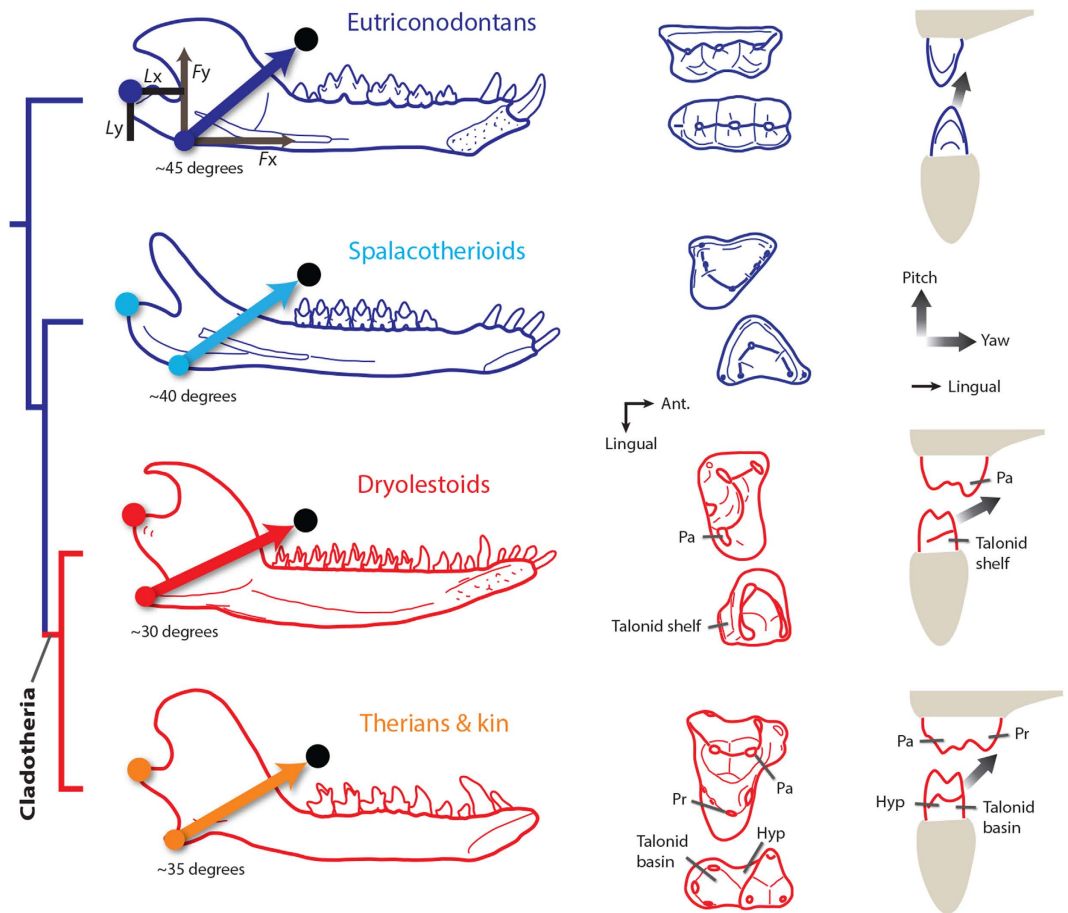 Eutriconodontans
Lx
Fy
Ly
Fx
~45 degrees
Spalacotherioids
~40 degrees
Pitch
Yaw
Lingual
Ant.
Lingual
Dryolestoids
~30 degrees
Pa
Talonid shelf
Pa
Talonid
shelf
Cladotheria
Therians & kin
~35 degrees
Pa
Pr
Hyp
Talonid
basin
Pa
Pr
Hyp
Talonid
basin